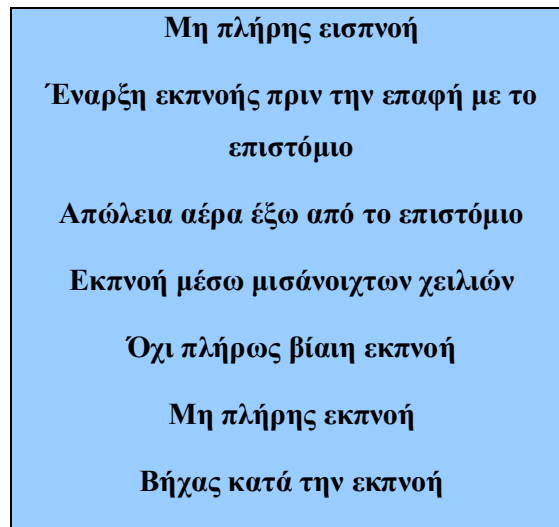 Μη πλήρης εισπνοή
Έναρξη εκπνοής πριν την επαφή με το
επιστόμιο
Απώλεια αέρα έξω από το επιστόμιο
Εκπνοή μέσω μισάνοιχτων χειλιών
Όχι πλήρως βίαιη εκπνοή
Μη πλήρης εκπνοή
Βήχας κατά την εκπνοή